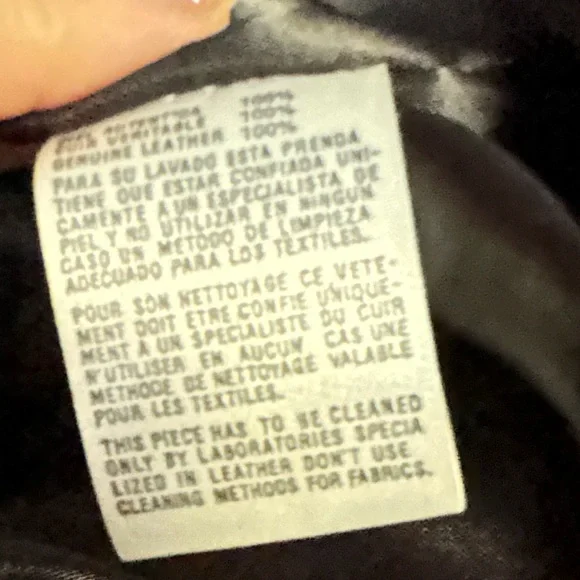 100%
CUIR VERITABLE 100%
GENUINE LEATHER 100%
PARA SU LAVADO ESTA PRENDA
TIENE QUE ESTAR CONFIADA UNI-
CAMENTE A UN ESPECIALISTA DE
PIEL Y NO UTILIZAR EN NINGUN
CASO UN METODO DE LIMPIEZA
ADECUADO PARA LOS TEXTILES.
POUR SON NETTOYAGE CE VETE-
MENT DOIT ETRE CONFIE UNIQUE-
MENT A UN SPECIALISTE DU CUIR
N'UTILISER EN AUCUN CAS UNE
METHODE DE NETTOYAGE VALABLE
POUR LES TEXTILES.
THIS PIECE HAS TO BE CLEANED
ONLY BY LABORATORIES SPECIA
LIZED IN LEATHER DON'T USE
CLEANING METHODS FOR FABRICS.